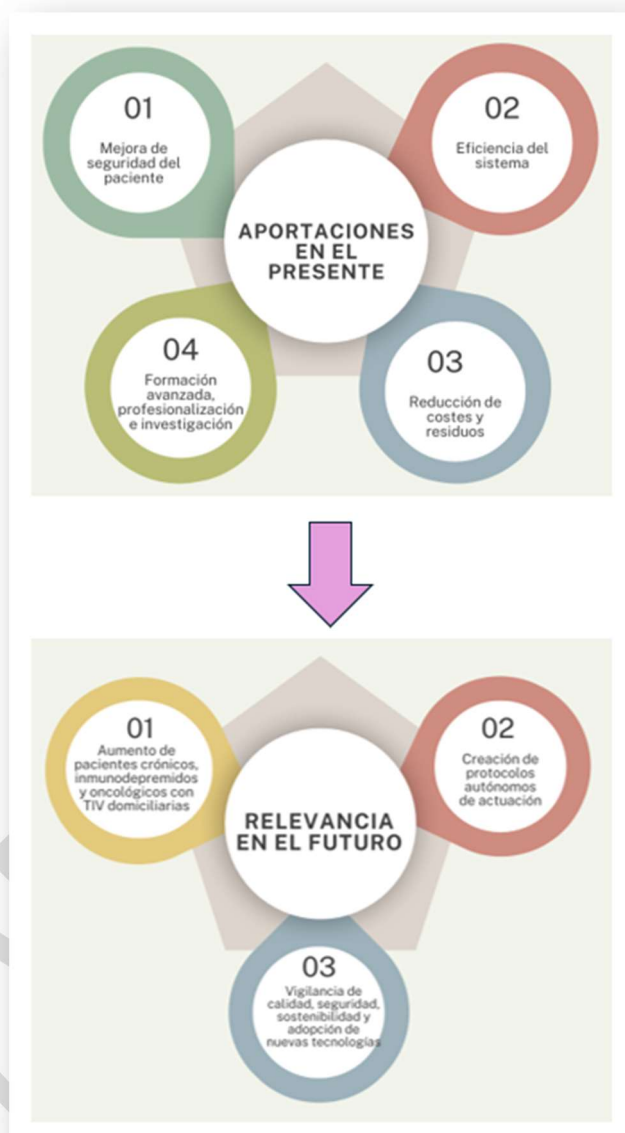 01
Mejora de
seguridad del
paciente
02
Eficiencia del
sistema
APORTACIONES
EN EL
PRESENTE
04
Formación
avanzada,
profesionalización
e investigación
03
Reducción de
costes y
residuos
01
Aumento de
pacientes crónicos,
inmunodepremidos
y oncológicos con
TIV domiciliarias
02
Creación de
protocolos
autónomos
de actuación
RELEVANCIA
EN EL FUTURO
03
Vigilancia de
calidad, seguridad,
sostenibilidad y
adopción de
nuevas tecnologías